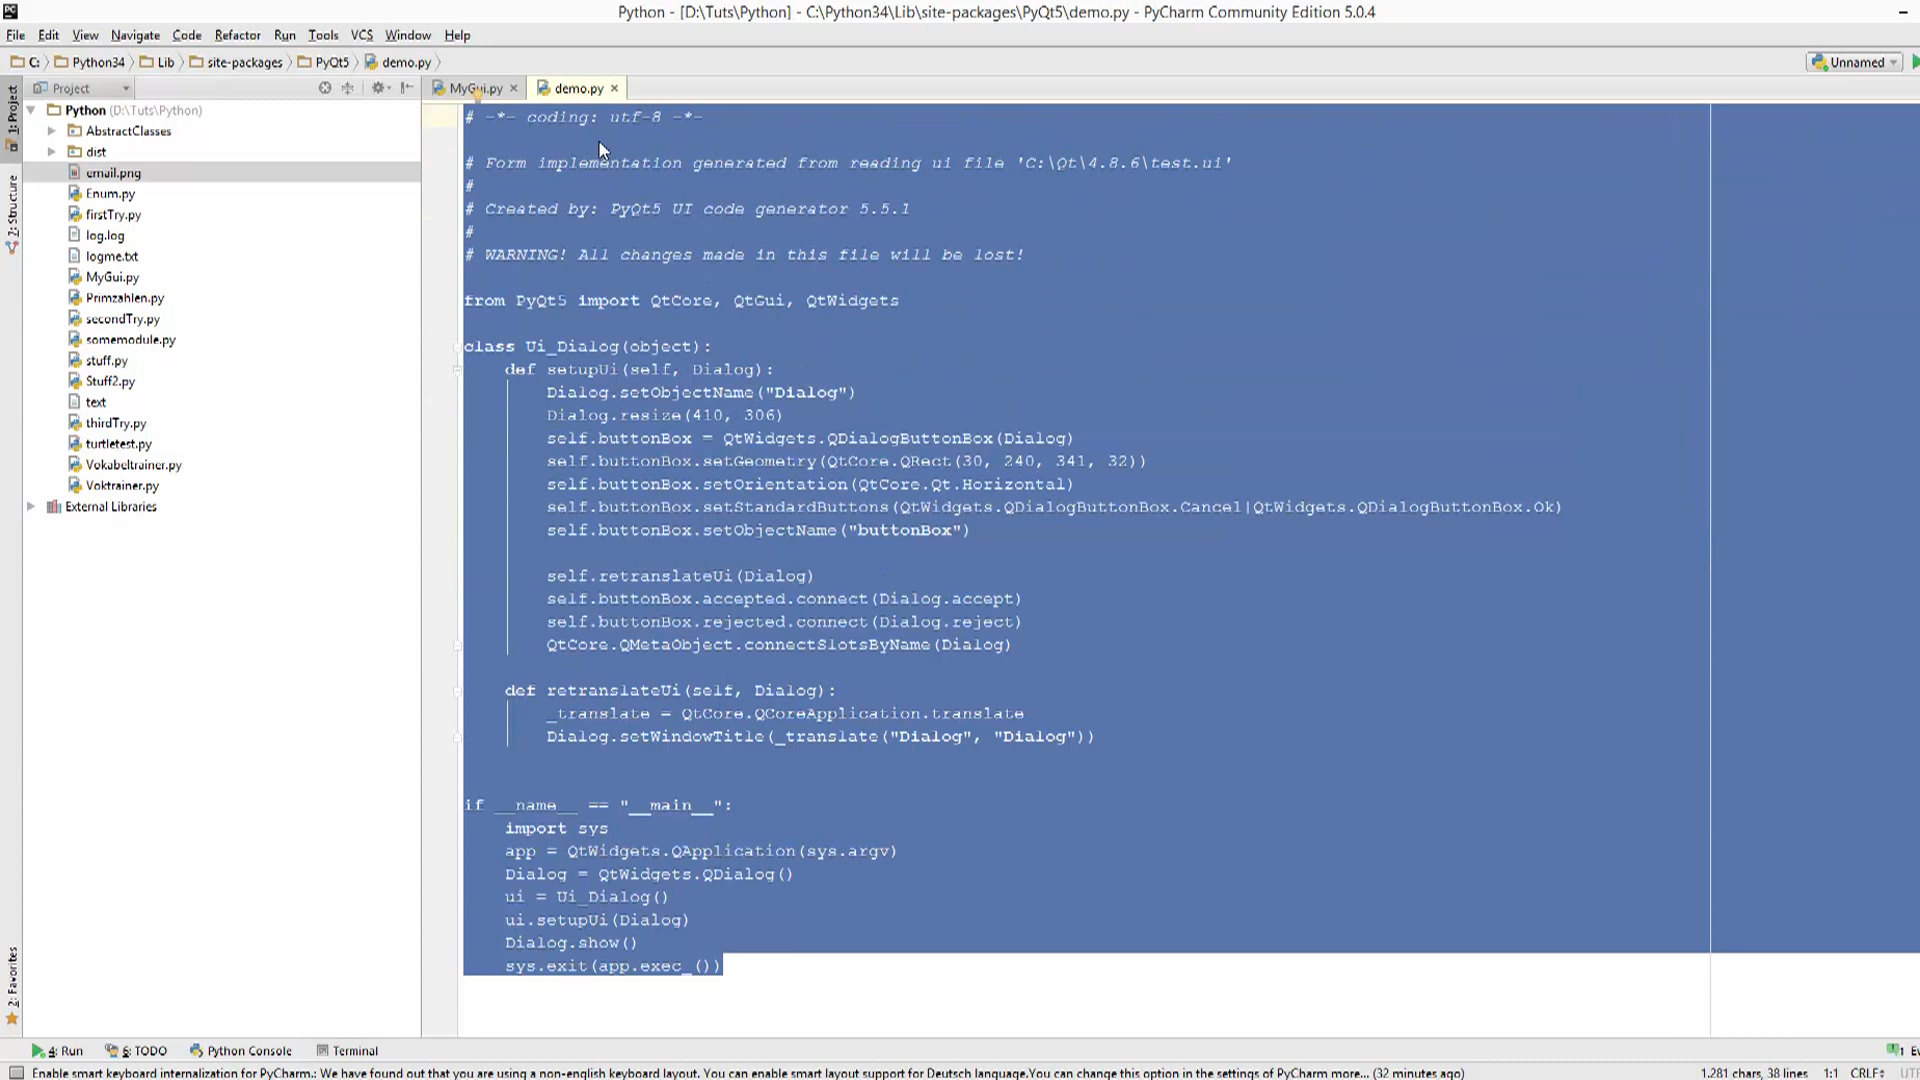 Python - [D:\Tuts\Python] - C:\Python34\Lib\site-packages\PyQt5\demo.py - PyCharm Community Edition 5.0.4
File Edit View Navigate Code Refactor Run Tools VCS Window Help
C: Python34 Lib site-packages PyQt5 demo.py Unnamed
Project MyGui.py demo.py
1: Project
2: Structure
2: Favorites
Python (D:\Tuts\Python)
AbstractClasses
dist
email.png
Enum.py
firstTry.py
log.log
logme.txt
MyGui.py
Primzahlen.py
secondTry.py
somemodule.py
stuff.py
Stuff2.py
text
thirdTry.py
turtletest.py
Vokabeltrainer.py
Voktrainer.py
External Libraries
# -*- coding: utf-8 -*-
# Form implementation generated from reading ui file 'C:\Qt\4.8.6\test.ui'
#
# Created by: PyQt5 UI code generator 5.5.1
#
# WARNING! All changes made in this file will be lost!
from PyQt5 import QtCore, QtGui, QtWidgets
class Ui_Dialog(object):
def setupUi(self, Dialog):
Dialog.setObjectName("Dialog")
Dialog.resize(410, 306)
self.buttonBox = QtWidgets.QDialogButtonBox(Dialog)
self.buttonBox.setGeometry(QtCore.QRect(30, 240, 341, 32))
self.buttonBox.setOrientation(QtCore.Qt.Horizontal)
self.buttonBox.setStandardButtons(QtWidgets.QDialogButtonBox.Cancel|QtWidgets.QDialogButtonBox.Ok)
self.buttonBox.setObjectName("buttonBox")
self.retranslateUi(Dialog)
self.buttonBox.accepted.connect(Dialog.accept)
self.buttonBox.rejected.connect(Dialog.reject)
QtCore.QMetaObject.connectSlotsByName(Dialog)
def retranslateUi(self, Dialog):
_translate = QtCore.QCoreApplication.translate
Dialog.setWindowTitle(_translate("Dialog", "Dialog"))
if __name__ == "__main__":
import sys
app = QtWidgets.QApplication(sys.argv)
Dialog = QtWidgets.QDialog()
ui = Ui_Dialog()
ui.setupUi(Dialog)
Dialog.show()
sys.exit(app.exec_())
4: Run 6: TODO Python Console Terminal 1 Ev
Enable smart keyboard internalization for PyCharm.: We have found out that you are using a non-english keyboard layout. You can enable smart layout support for Deutsch language.You can change this option in the settings of PyCharm more... (32 minutes ago) 1,281 chars, 38 lines 1:1 CRLF UT